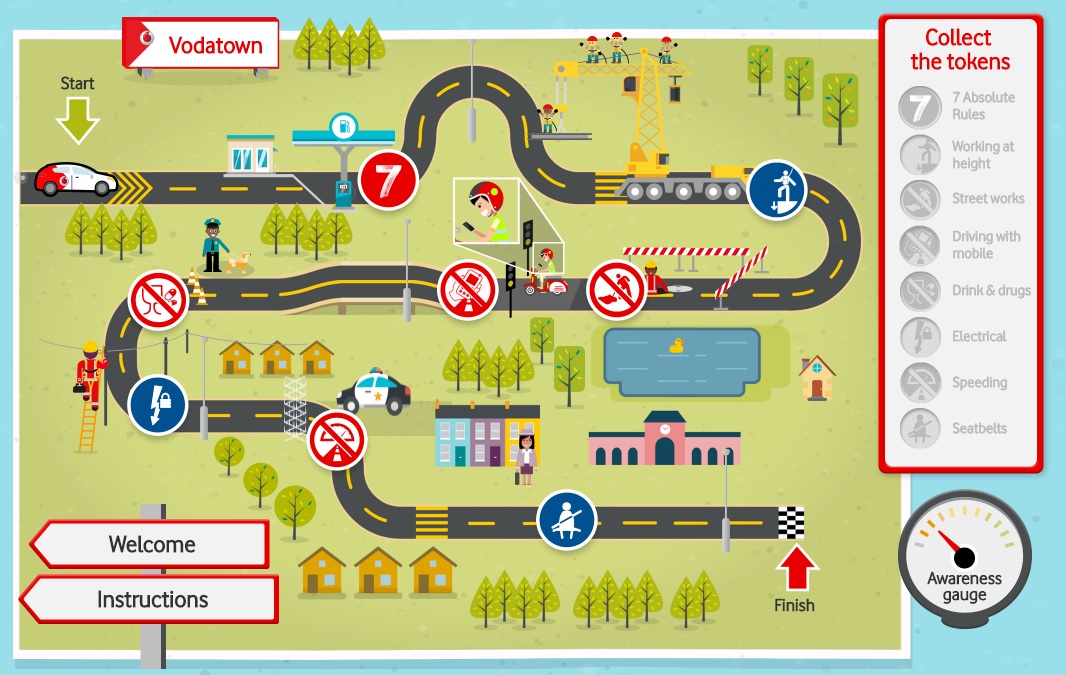 Vodatown
Start
7
Collect
the tokens
7
7 Absolute
Rules
Working at
height
Street works
Driving with
mobile
Drink & drugs
Electrical
Speeding
Seatbelts
Welcome
Instructions
Finish
Awareness
gauge